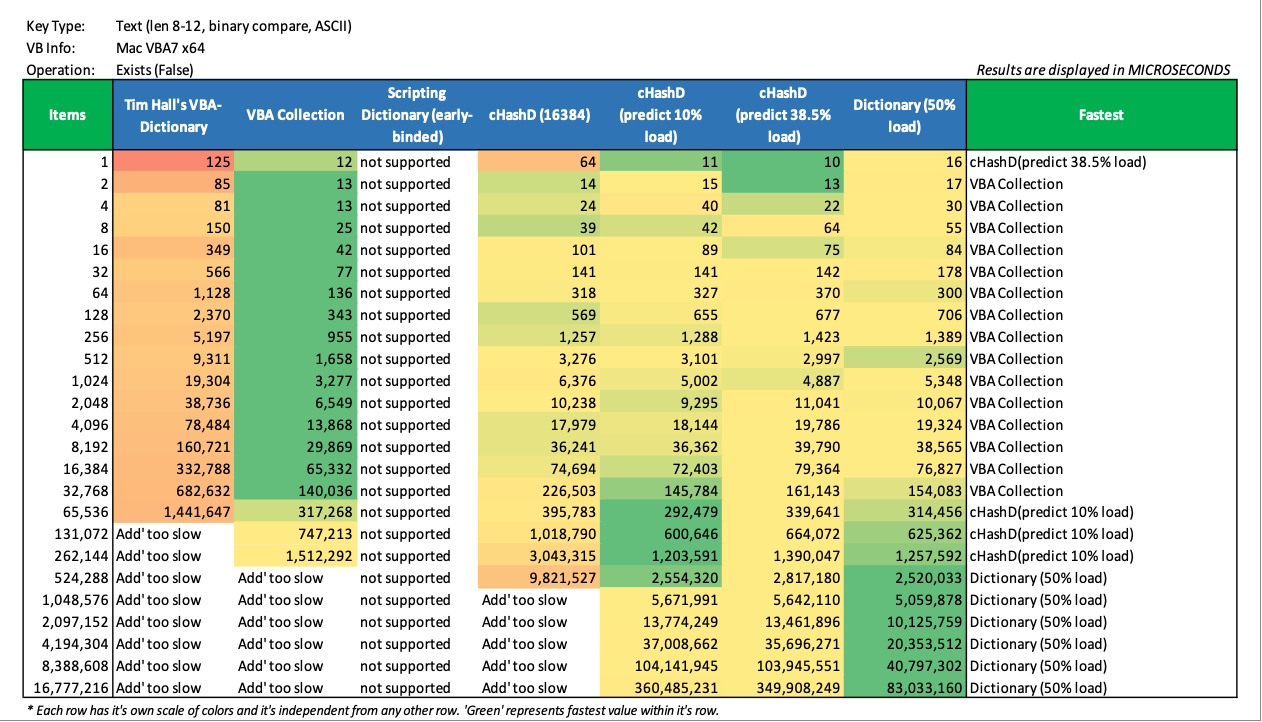 Key Type: Text (len 8-12, binary compare, ASCII)
VB Info: Mac VBA7 x64
Operation: Exists (False) Results are displayed in MICROSECONDS
Items Tim Hall's VBA-Dictionary VBA Collection Scripting Dictionary (early-binded) cHashD (16384) cHashD (predict 10% load) cHashD (predict 38.5% load) Dictionary (50% load) Fastest
1 125 12 not supported 64 11 10 16 cHashD(predict 38.5% load)
2 85 13 not supported 14 15 13 17 VBA Collection
4 81 13 not supported 24 40 22 30 VBA Collection
8 150 25 not supported 39 42 64 55 VBA Collection
16 349 42 not supported 101 89 75 84 VBA Collection
32 566 77 not supported 141 141 142 178 VBA Collection
64 1,128 136 not supported 318 327 370 300 VBA Collection
128 2,370 343 not supported 569 655 677 706 VBA Collection
256 5,197 955 not supported 1,257 1,288 1,423 1,389 VBA Collection
512 9,311 1,658 not supported 3,276 3,101 2,997 2,569 VBA Collection
1,024 19,304 3,277 not supported 6,376 5,002 4,887 5,348 VBA Collection
2,048 38,736 6,549 not supported 10,238 9,295 11,041 10,067 VBA Collection
4,096 78,484 13,868 not supported 17,979 18,144 19,786 19,324 VBA Collection
8,192 160,721 29,869 not supported 36,241 36,362 39,790 38,565 VBA Collection
16,384 332,788 65,332 not supported 74,694 72,403 79,364 76,827 VBA Collection
32,768 682,632 140,036 not supported 226,503 145,784 161,143 154,083 VBA Collection
65,536 1,441,647 317,268 not supported 395,783 292,479 339,641 314,456 cHashD(predict 10% load)
131,072 Add' too slow 747,213 not supported 1,018,790 600,646 664,072 625,362 cHashD(predict 10% load)
262,144 Add' too slow 1,512,292 not supported 3,043,315 1,203,591 1,390,047 1,257,592 cHashD(predict 10% load)
524,288 Add' too slow Add' too slow not supported 9,821,527 2,554,320 2,817,180 2,520,033 Dictionary (50% load)
1,048,576 Add' too slow Add' too slow not supported Add' too slow 5,671,991 5,642,110 5,059,878 Dictionary (50% load)
2,097,152 Add' too slow Add' too slow not supported Add' too slow 13,774,249 13,461,896 10,125,759 Dictionary (50% load)
4,194,304 Add' too slow Add' too slow not supported Add' too slow 37,008,662 35,696,271 20,353,512 Dictionary (50% load)
8,388,608 Add' too slow Add' too slow not supported Add' too slow 104,141,945 103,945,551 40,797,302 Dictionary (50% load)
16,777,216 Add' too slow Add' too slow not supported Add' too slow 360,485,231 349,908,249 83,033,160 Dictionary (50% load)
* Each row has it's own scale of colors and it's independent from any other row. 'Green' represents fastest value within it's row.